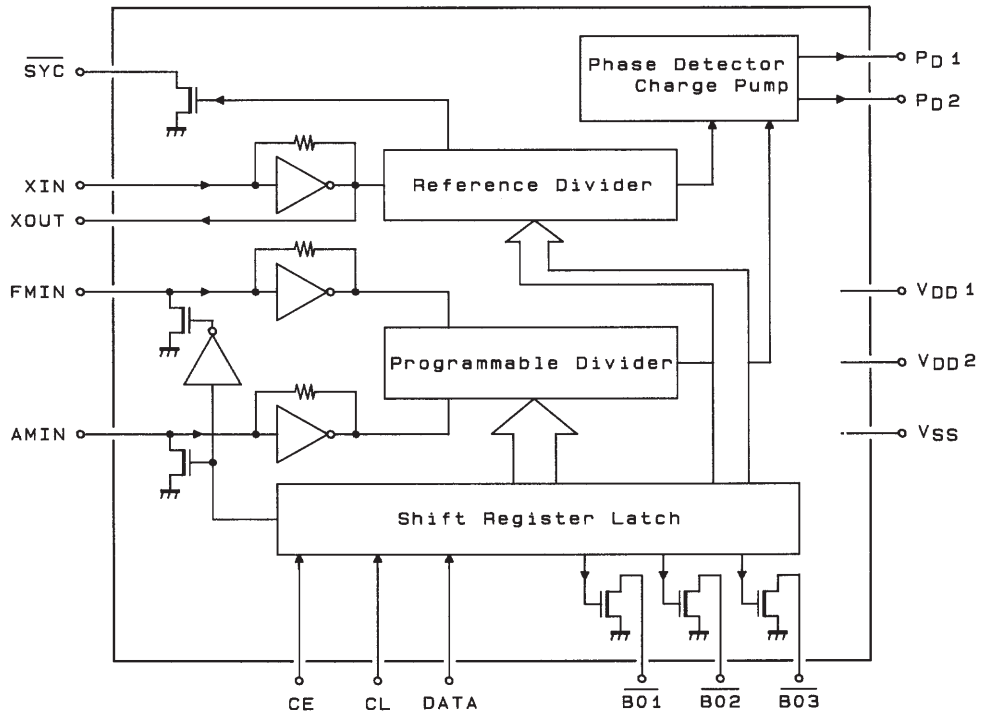 Phase Detector
Charge Pump
PD1
PD2
SYC
XIN
XOUT
Reference Divider
FMIN
VDD1
Programmable Divider
VDD2
AMIN
VSS
Shift Register Latch
CE
CL
DATA
BO1
BO2
BO3